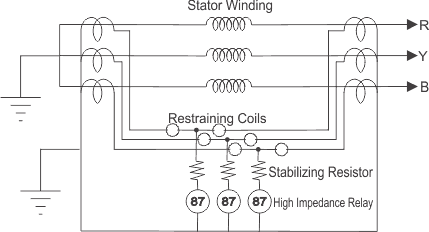 Stator Winding
R
Y
B
Restraining Coils
Stabilizing Resistor
87 87 87 High Impedance Relay